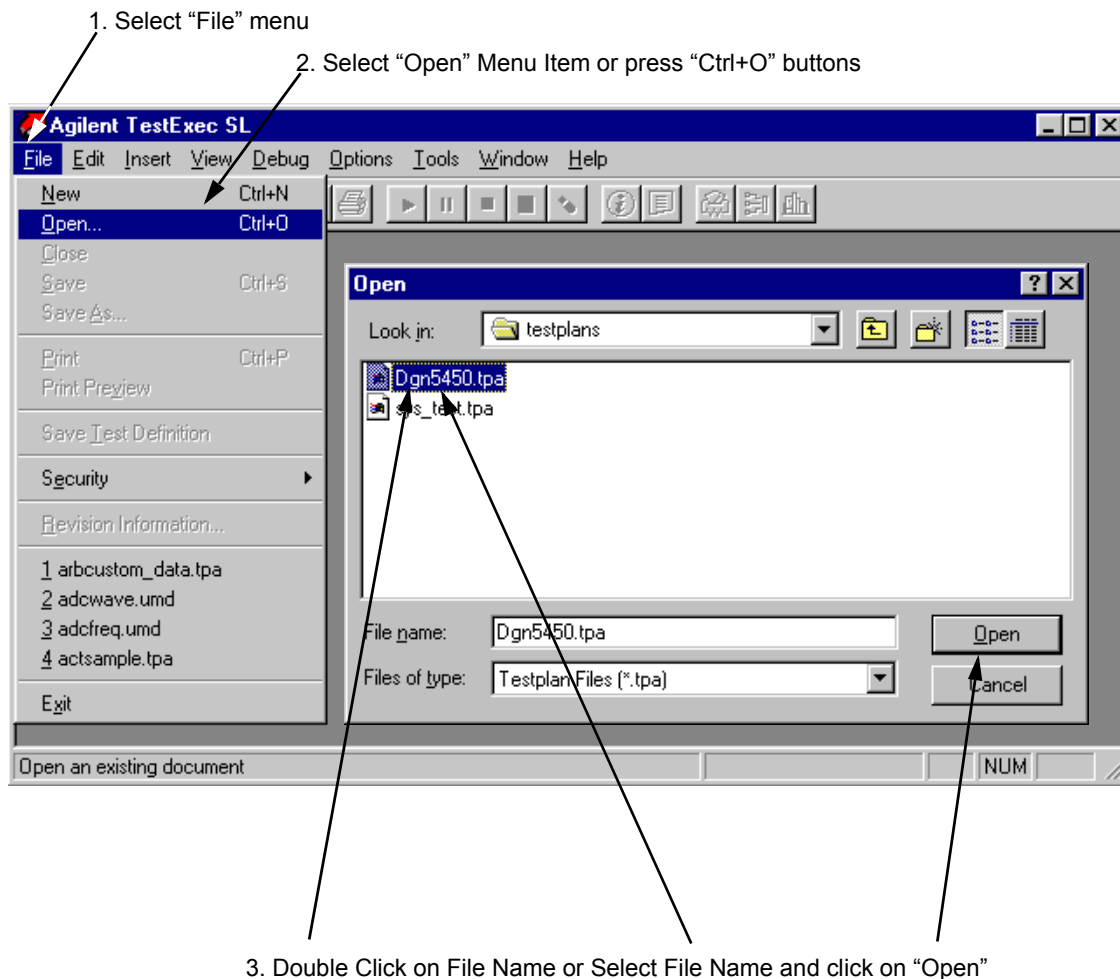 1. Select “File” menu
2. Select “Open” Menu Item or press “Ctrl+O” buttons
Agilent TestExec SL
File Edit Insert View Debug Options Tools Window Help
New Ctrl+N
Open... Ctrl+O
Close
Save Ctrl+S
Save As...
Print Ctrl+P
Print Preview
Save Test Definition
Security
Revision Information...
1 arbcustom_data.tpa
2 adcwave.umd
3 adcfreq.umd
4 actsample.tpa
Exit
Open
Look in: testplans
Dgn5450.tpa
sps_test.tpa
File name: Dgn5450.tpa Open
Files of type: Testplan Files (*.tpa) Cancel
Open an existing document NUM
3. Double Click on File Name or Select File Name and click on “Open”